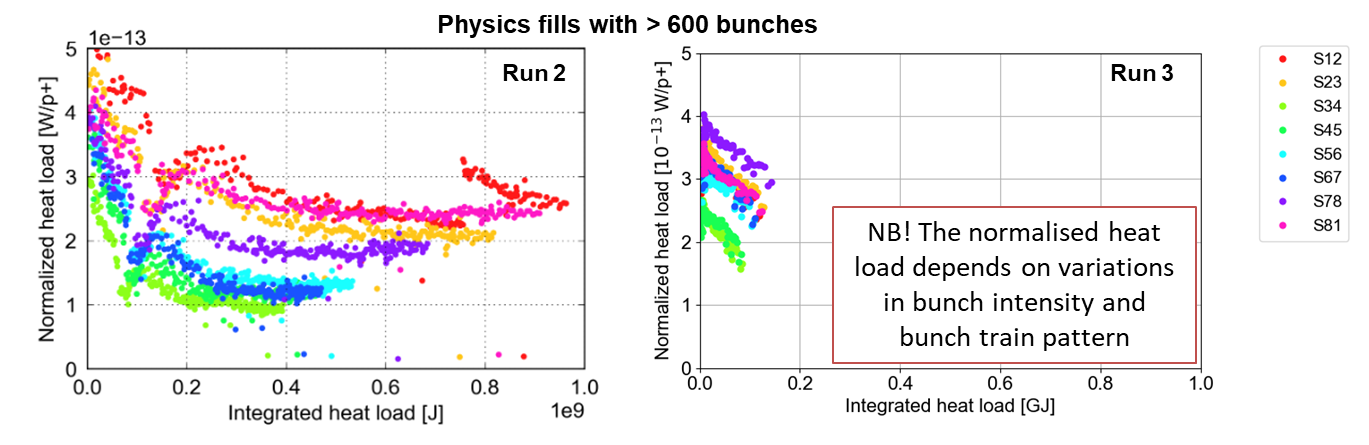 Physics fills with > 600 bunches
1e−13
Run 2
Normalized heat load [W/p+]
5
4
3
2
1
0
0.0 0.2 0.4 0.6 0.8 1.0
Integrated heat load [J]
1e9
Run 3
Normalized heat load [10⁻¹³ W/p+]
5
4
3
2
1
0
0.0 0.2 0.4 0.6 0.8 1.0
Integrated heat load [GJ]
NB! The normalised heat
load depends on variations
in bunch intensity and
bunch train pattern
S12
S23
S34
S45
S56
S67
S78
S81